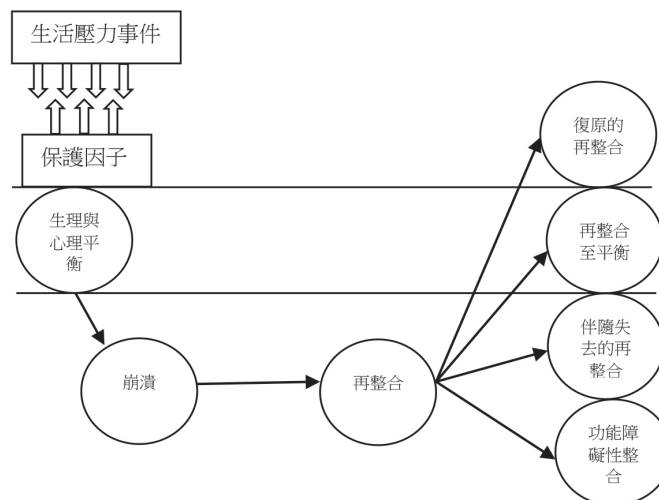 生活壓力事件
保護因子
生理與
心理平
衡
崩潰
再整合
復原的
再整合
再整合
至平衡
伴隨失
去的再
整合
功能障
礙性整
合